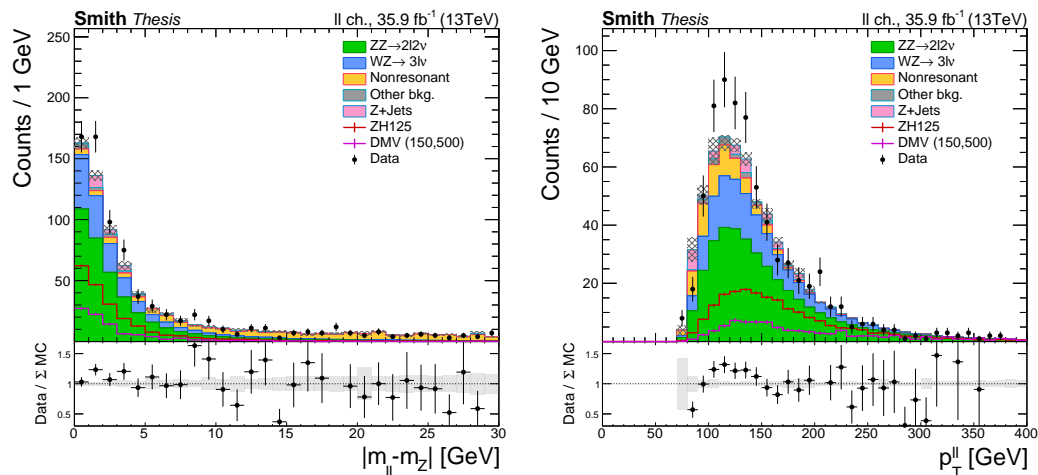 Smith Thesis ll ch., 35.9 fb⁻¹ (13TeV)
Counts / 1 GeV
250
200
150
100
50
ZZ→2l2ν
WZ→ 3lν
Nonresonant
Other bkg.
Z+Jets
ZH125
DMV (150,500)
Data
Data / Σ MC
1.5
1
0.5
0 5 10 15 20 25 30
|m_ll-m_Z| [GeV]
Smith Thesis ll ch., 35.9 fb⁻¹ (13TeV)
Counts / 10 GeV
100
80
60
40
20
ZZ→2l2ν
WZ→ 3lν
Nonresonant
Other bkg.
Z+Jets
ZH125
DMV (150,500)
Data
Data / Σ MC
1.5
1
0.5
0 50 100 150 200 250 300 350 400
p_T^ll [GeV]